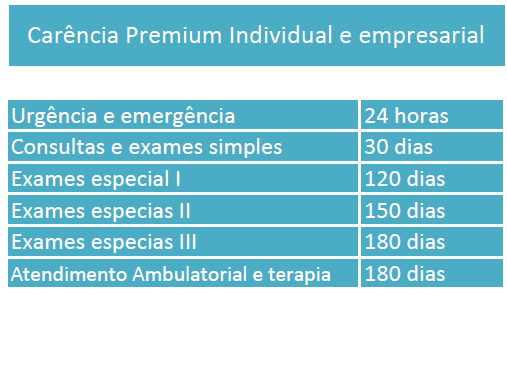 Carência Premium Individual e empresarial
Urgência e emergência 24 horas
Consultas e exames simples 30 dias
Exames especial I 120 dias
Exames especias II 150 dias
Exames especias III 180 dias
Atendimento Ambulatorial e terapia 180 dias